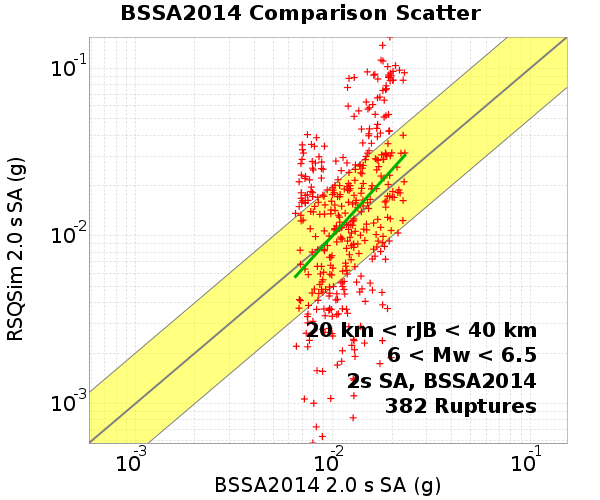 BSSA2014 Comparison Scatter
RSQSim 2.0 s SA (g)
10-1
10-2
10-3
20 km < rJB < 40 km
6 < Mw < 6.5
2s SA, BSSA2014
382 Ruptures
10-3 10-2 10-1
BSSA2014 2.0 s SA (g)